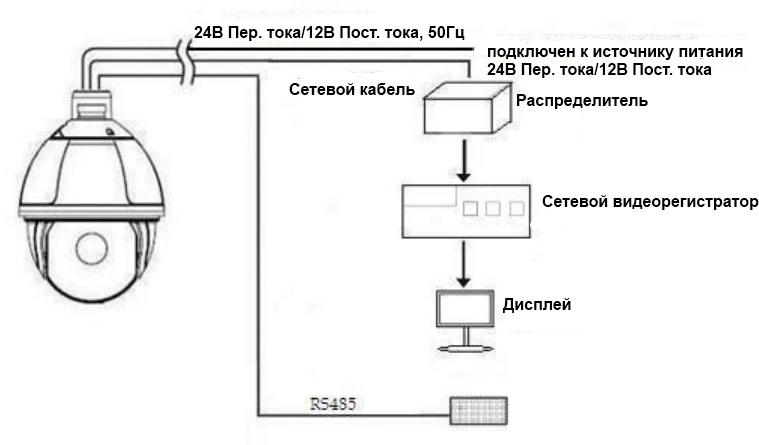 24В Пер. тока/12В Пост. тока, 50Гц
подключен к источнику питания
24В Пер. тока/12В Пост. тока
Сетевой кабель
Распределитель
Сетевой видеорегистратор
Дисплей
RS485